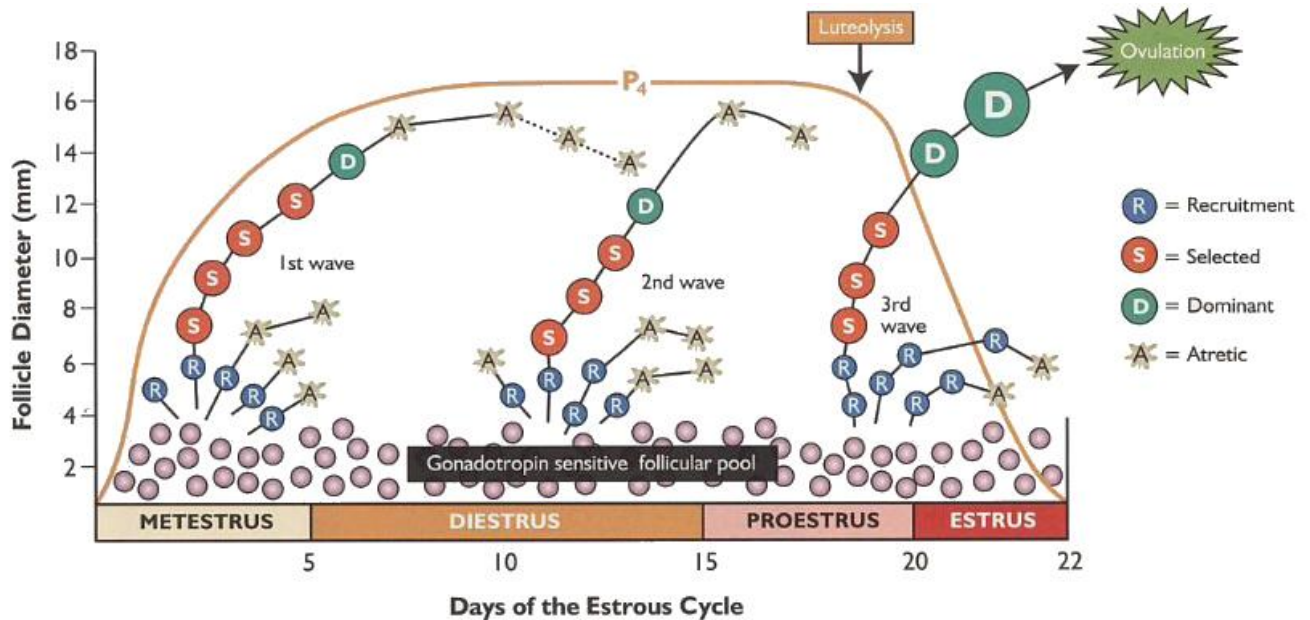 Luteolysis
Ovulation
18
16
14
12
10
8
6
4
2
Follicle Diameter (mm)
P4
A
A
A
A
D
S
S
S
S
1st wave
R
R
R
R
R
A
A
A
A
A
A
D
S
S
S
2nd wave
A
R
R
R
R
R
A
A
A
A
D
D
S
S
S
3rd
wave
R
R
R
R
R
R
R
A
A
R = Recruitment
S = Selected
D = Dominant
A = Atretic
Gonadotropin sensitive follicular pool
METESTRUS
DIESTRUS
PROESTRUS
ESTRUS
5
10
15
20
22
Days of the Estrous Cycle